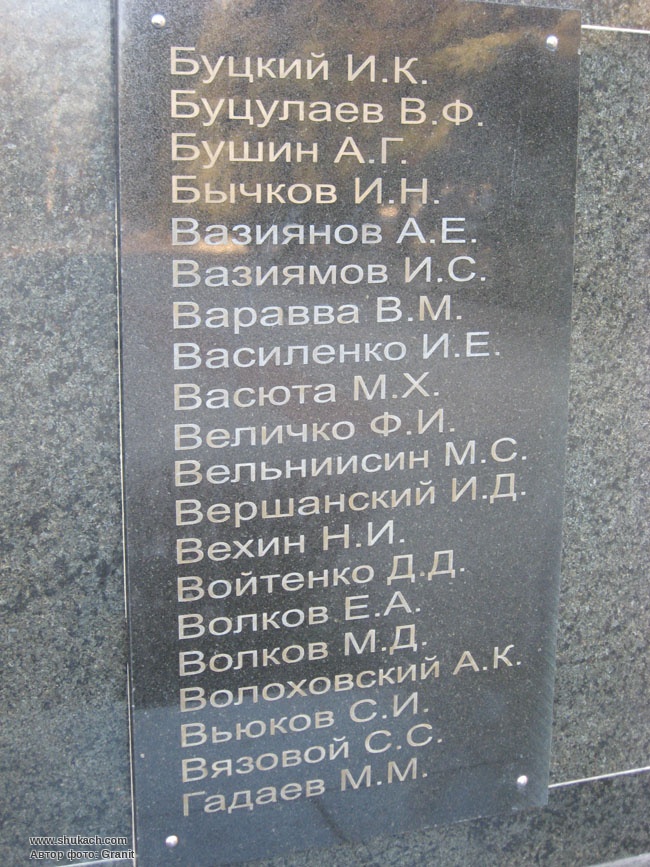 Буцкий И.К.
Буцулаев В.Ф.
Бушин А.Г.
Бычков И.Н.
Вазиянов А.Е.
Вазиямов И.С.
Варавва В.М.
Василенко И.Е.
Васюта М.Х.
Величко Ф.И.
Вельниисин М.С.
Вершанский И.Д.
Вехин Н.И.
Войтенко Д.Д.
Волков Е.А.
Волков М.Д.
Волоховский А.К.
Вьюков С.И.
Вязовой С.С.
Гадаев М.М.
www.shukach.com
Автор фото- Granit